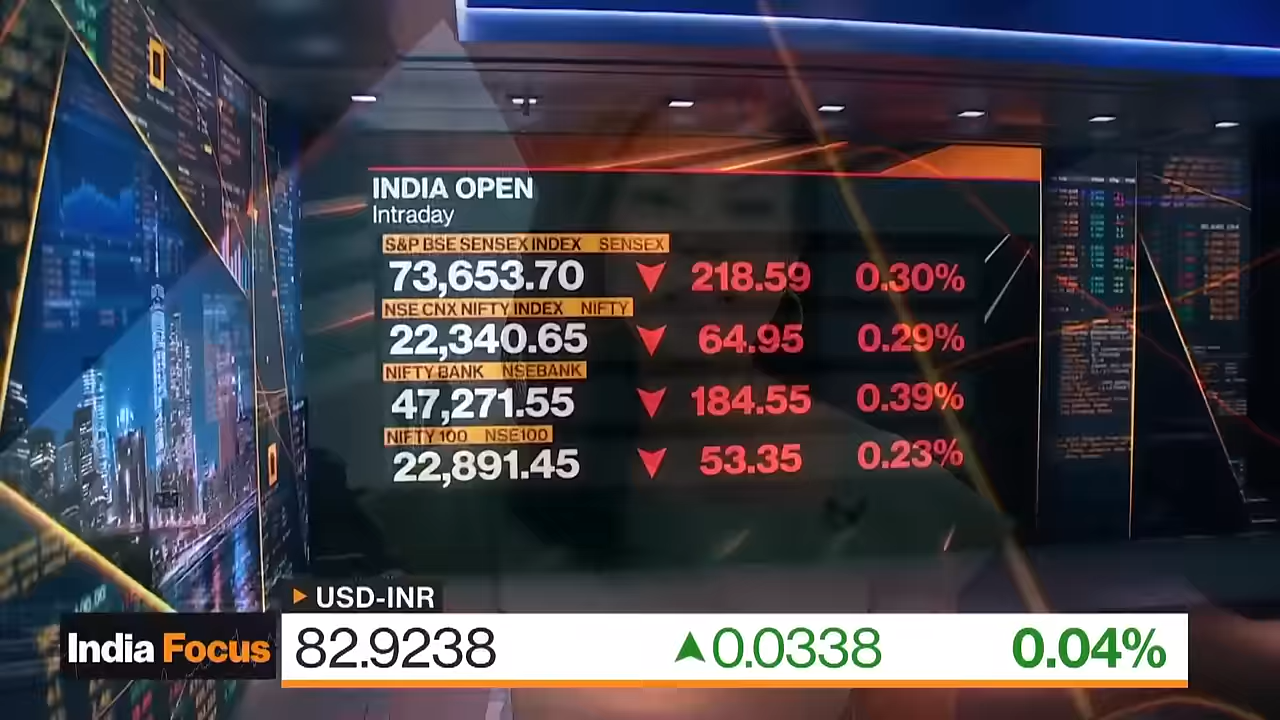 INDIA OPEN
Intraday
S&P BSE SENSEX INDEX SENSEX
73,653.70 ▼ 218.59 0.30%
NSE CNX NIFTY INDEX NIFTY
22,340.65 ▼ 64.95 0.29%
NIFTY BANK NSEBANK
47,271.55 ▼ 184.55 0.39%
NIFTY 100 NSE100
22,891.45 ▼ 53.35 0.23%
▶ USD-INR
India Focus 82.9238 ▲0.0338 0.04%